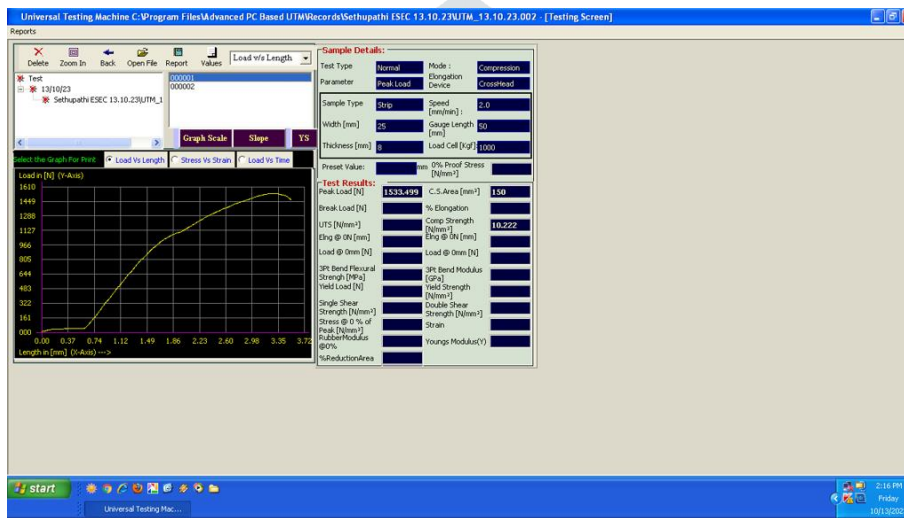 Universal Testing Machine C:\Program Files\Advanced PC Based UTM\Records\Sethupathi ESEC 13.10.23\UTM_13.10.23.002 - [Testing Screen]
Reports
Delete Zoom In Back Open File Report Values Load v/s Length
Test
13/10/23
Sethupathi ESEC 13.10.23\UTM_1
000001
000002
Graph Scale Slope YS
Select the Graph For Print Load Vs Length Stress Vs Strain Load Vs Time
Load in [N] (Y-Axis)
1610
1449
1288
1127
966
805
644
483
322
161
000
0.00 0.37 0.74 1.12 1.49 1.86 2.23 2.60 2.98 3.35 3.72
Length in [mm] (X-Axis) --->
Sample Details:
Test Type Normal Mode : Compression
Parameter Peak Load Elongation Device CrossHead
Sample Type Strip Speed [mm/min] : 2.0
Width [mm] 25 Gauge Length [mm] 50
Thickness [mm] 8 Load Cell [Kgf] 1000
Preset Value: mm 0% Proof Stress [N/mm²]
Test Results:
Peak Load [N] 1533.499 C.S.Area [mm²] 150
Break Load [N] % Elongation
UTS [N/mm²] Comp Strength [N/mm²] 10.222
Elng @ 0N [mm] Elng @ 0N [mm]
Load @ 0mm [N] Load @ 0mm [N]
3Pt Bend Flexural Strengh [MPa] 3Pt Bend Modulus [GPa]
Yield Load [N] Yield Strength [N/mm²]
Single Shear Strength [N/mm²] Double Shear Strength [N/mm²]
Stress @ 0 % of Peak [N/mm²] Strain
RubberModulus @0% Youngs Modulus(Y)
%ReductionArea
start
Universal Testing Mac...
2:16 PM
Friday
10/13/202